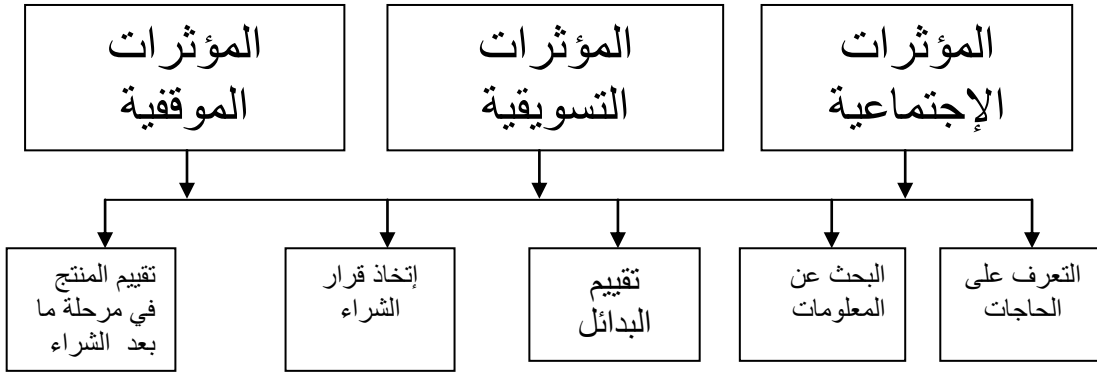 المؤثرات
الإجتماعية
المؤثرات
التسويقية
المؤثرات
الموقفية
التعرف على
الحاجات
البحث عن
المعلومات
تقييم
البدائل
إتخاذ قرار
الشراء
تقييم المنتج
في مرحلة ما
بعد الشراء